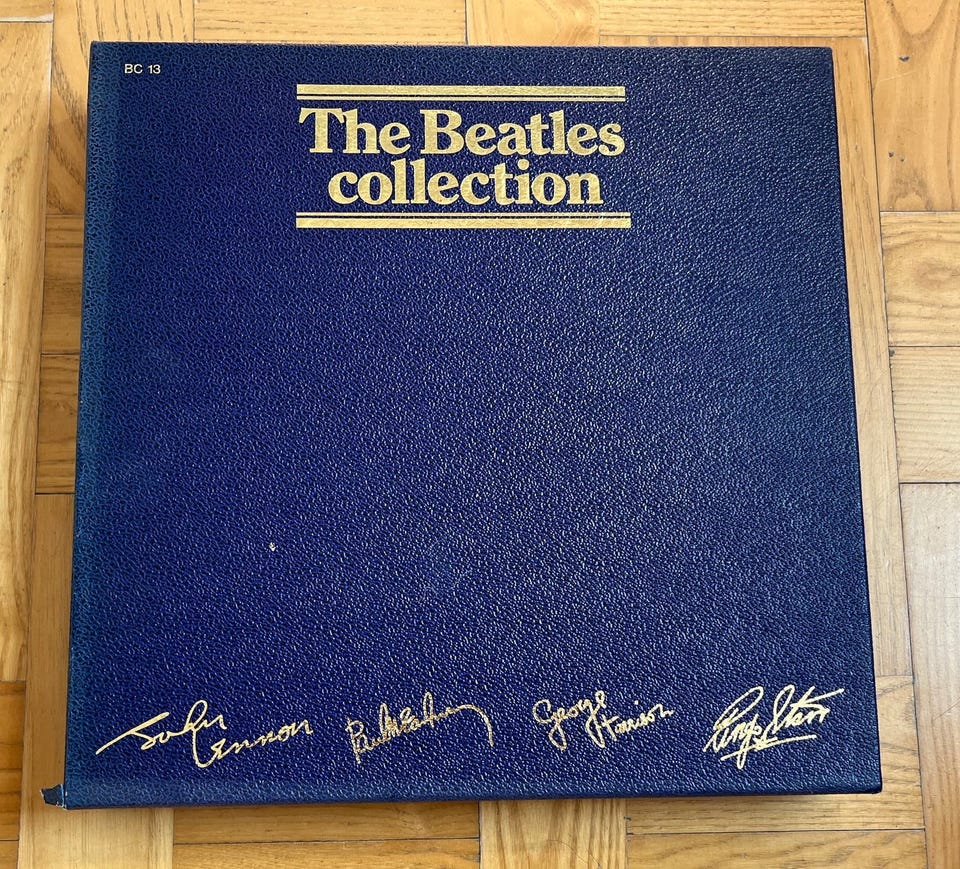 BC 13
The Beatles
collection
John Lennon Paul McCartney George Harrison Ringo Starr